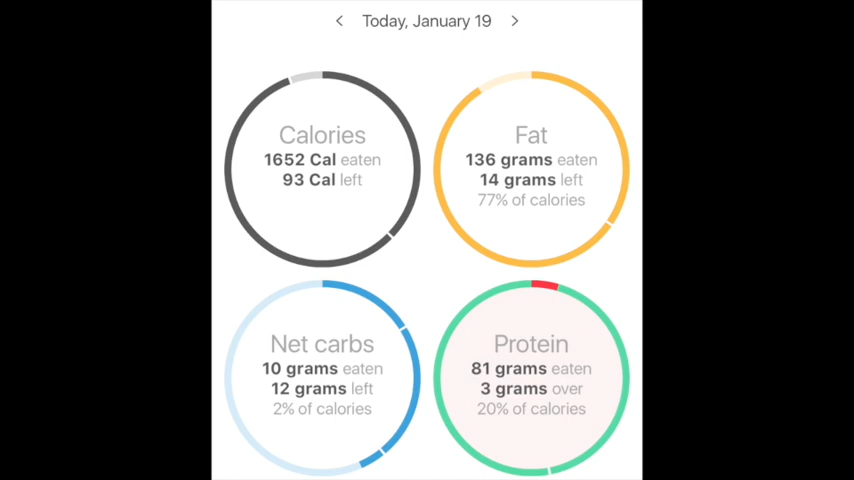 Today, January 19
Calories
1652 Cal eaten
93 Cal left
Fat
136 grams eaten
14 grams left
77% of calories
Net carbs
10 grams eaten
12 grams left
2% of calories
Protein
81 grams eaten
3 grams over
20% of calories